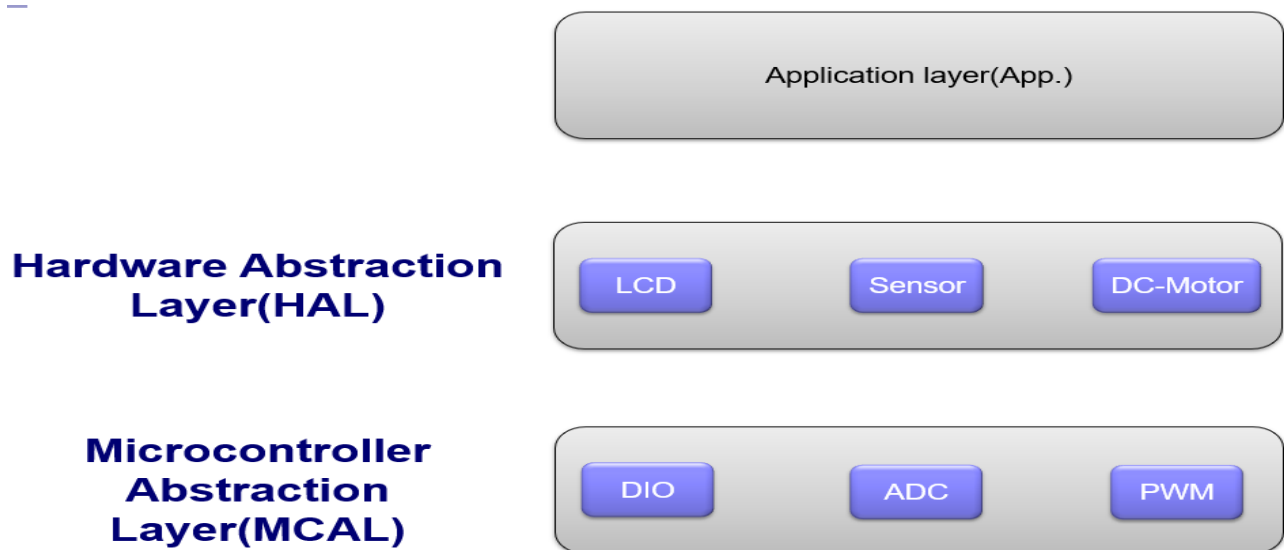 Application layer(App.)
Hardware Abstraction
Layer(HAL)
LCD
Sensor
DC-Motor
Microcontroller
Abstraction
Layer(MCAL)
DIO
ADC
PWM